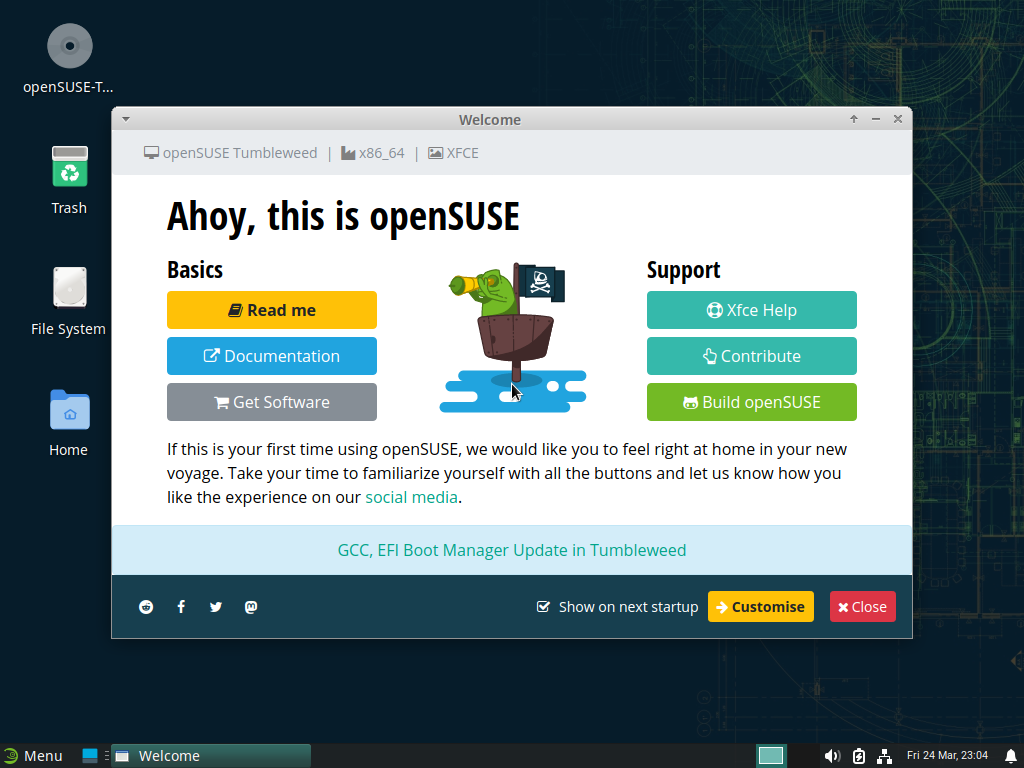 openSUSE-T...
Trash
File System
Home
Welcome
openSUSE Tumbleweed | x86_64 | XFCE
Ahoy, this is openSUSE
Basics
Read me
Documentation
Get Software
Support
Xfce Help
Contribute
Build openSUSE
If this is your first time using openSUSE, we would like you to feel right at home in your new
voyage. Take your time to familiarize yourself with all the buttons and let us know how you
like the experience on our social media.
GCC, EFI Boot Manager Update in Tumbleweed
Show on next startup
Customise
Close
Menu
Welcome
Fri 24 Mar, 23:04